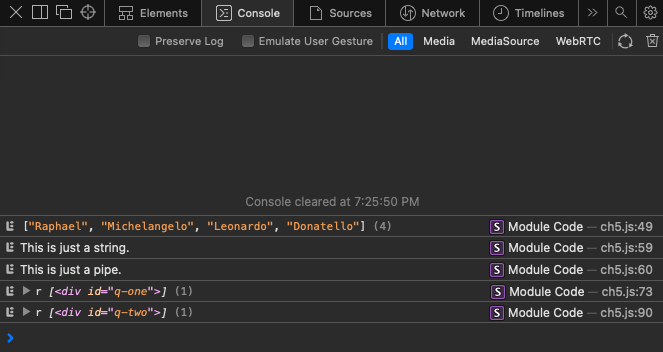 Elements Console Sources Network Timelines
Preserve Log Emulate User Gesture All Media MediaSource WebRTC
Console cleared at 7:25:50 PM
["Raphael", "Michelangelo", "Leonardo", "Donatello"] (4) S Module Code — ch5.js:49
This is just a string. S Module Code — ch5.js:59
This is just a pipe. S Module Code — ch5.js:60
r [<div id="q-one">] (1) S Module Code — ch5.js:73
r [<div id="q-two">] (1) S Module Code — ch5.js:90